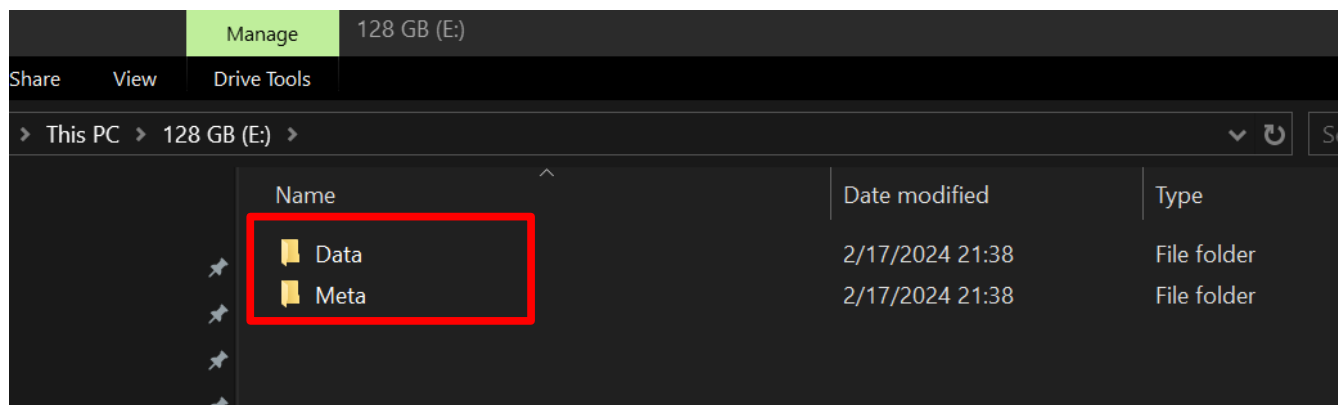 Manage 128 GB (E:)
Share View Drive Tools
This PC 128 GB (E:)
Name Date modified Type
Data 2/17/2024 21:38 File folder
Meta 2/17/2024 21:38 File folder